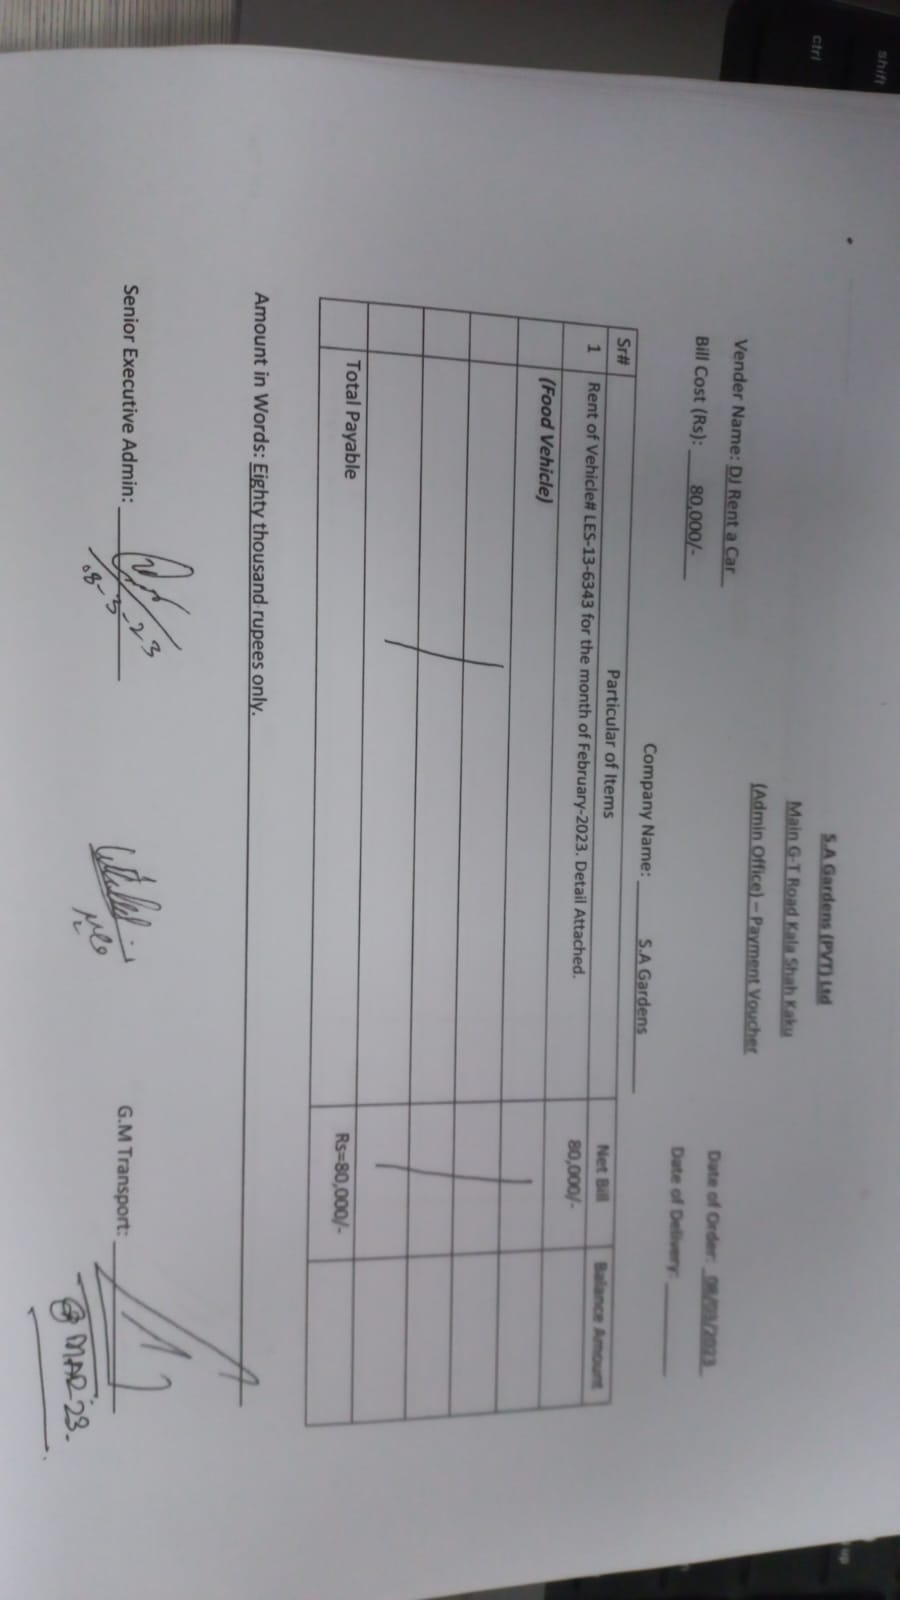 S.A Gardens (PVT) Ltd
Main G-T Road Kala Shah Kaku
(Admin Office) – Payment Voucher
Date of Order: 08/03/2023
Date of Delivery:
Vender Name: DJ Rent a Car
Bill Cost (Rs): 80,000/-
Company Name: S.A Gardens
Sr# Particular of Items Net Bill Balance Amount
1 Rent of Vehicle# LES-13-6343 for the month of February-2023. Detail Attached. 80,000/-
(Food Vehicle)
Total Payable Rs=80,000/-
Amount in Words: Eighty thousand rupees only.
Senior Executive Admin:
08-3-23
G.M Transport:
MAR-23.